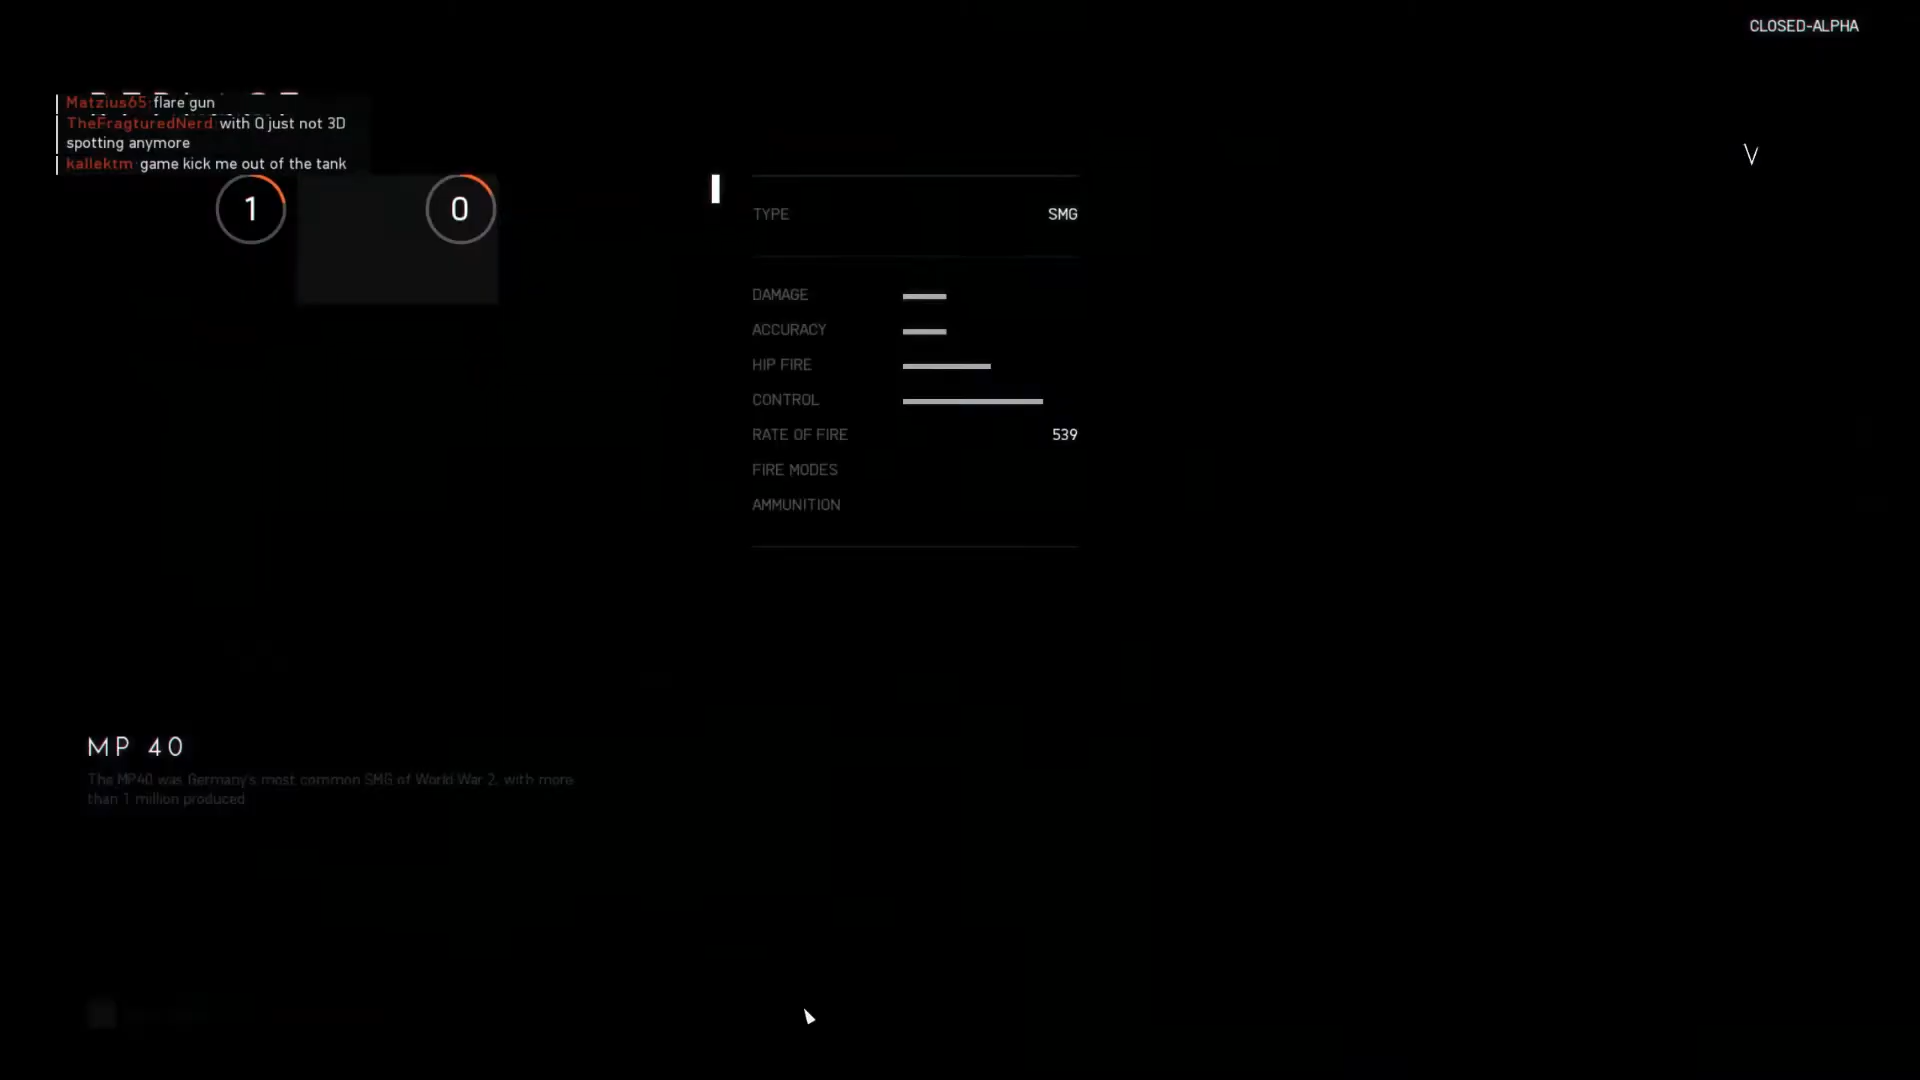 CLOSED-ALPHA
Matzius65: flare gun
TheFragturedNerd: with Q just not 3D
spotting anymore
kallektm: game kick me out of the tank
V
1
0
TYPE SMG
DAMAGE
ACCURACY
HIP FIRE
CONTROL
RATE OF FIRE 539
FIRE MODES
AMMUNITION
MP 40
The MP40 was Germany's most common SMG of World War 2, with more
than 1 million produced